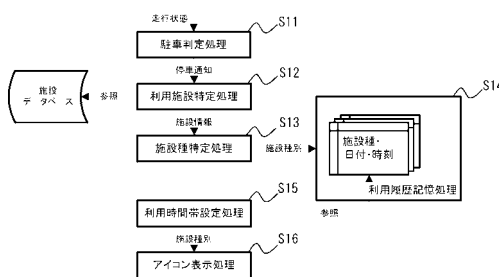 走行状態
S11
駐車判定処理
停車通知
S12
施設
データベース
参照
利用施設特定処理
施設情報
S13
施設種特定処理
施設種別
S14
施設種・
日付・時刻
利用履歴記憶処理
参照
S15
利用時間帯設定処理
施設種別
S16
アイコン表示処理